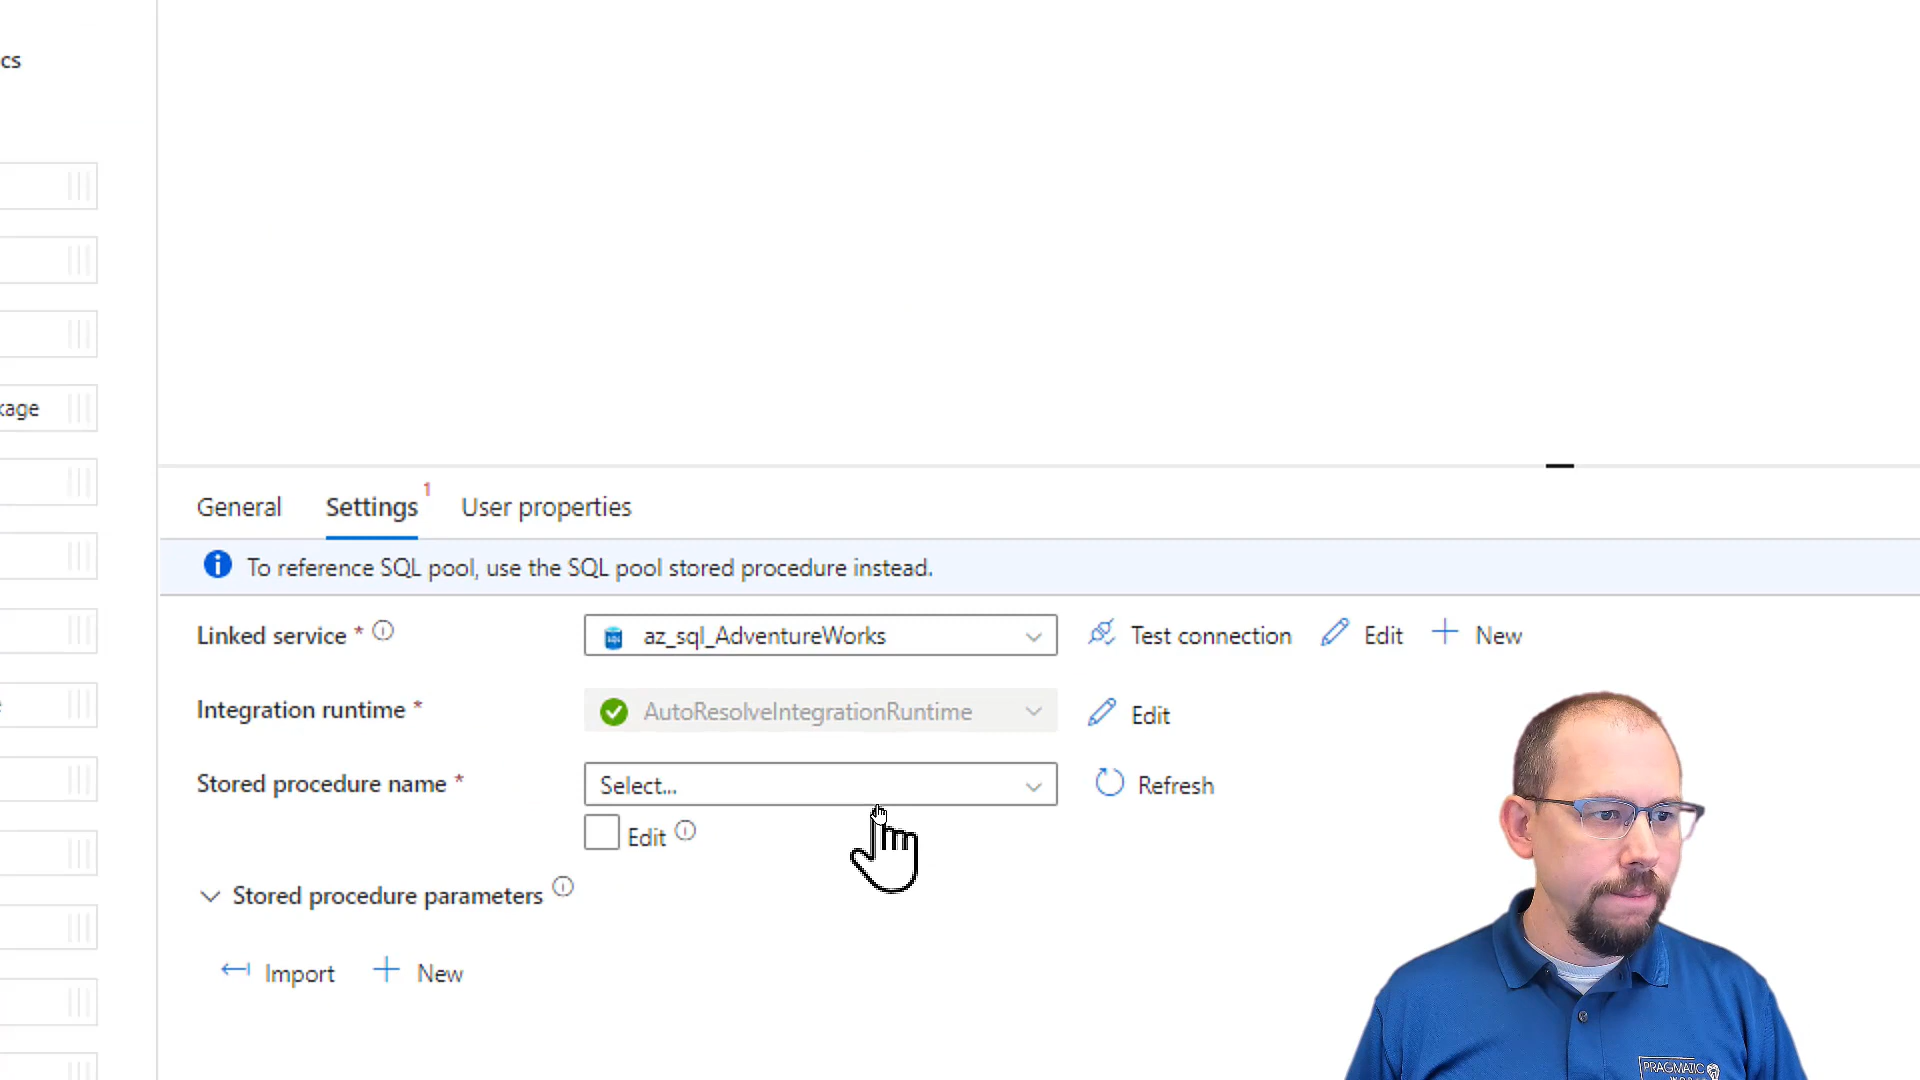 cs
kage
General Settings 1 User properties
To reference SQL pool, use the SQL pool stored procedure instead.
Linked service * az_sql_AdventureWorks Test connection Edit New
Integration runtime * AutoResolveIntegrationRuntime Edit
Stored procedure name * Select... Refresh
Edit
Stored procedure parameters
Import New
PRAGMATIC